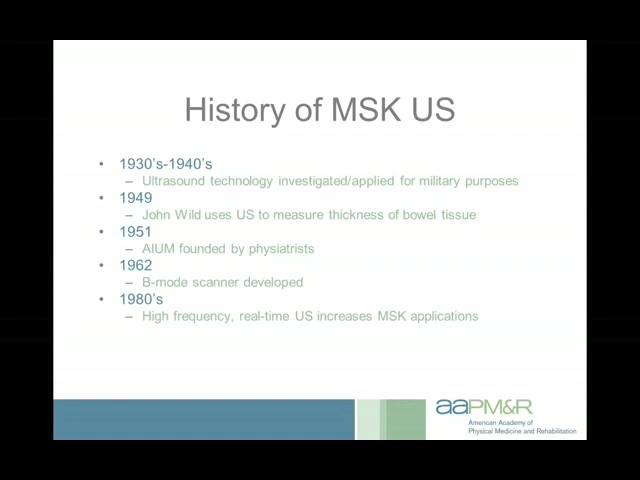 History of MSK US
• 1930's-1940's
– Ultrasound technology investigated/applied for military purposes
• 1949
– John Wild uses US to measure thickness of bowel tissue
• 1951
– AIUM founded by physiatrists
• 1962
– B-mode scanner developed
• 1980's
– High frequency, real-time US increases MSK applications
aaPM&R
American Academy of
Physical Medicine and Rehabilitation